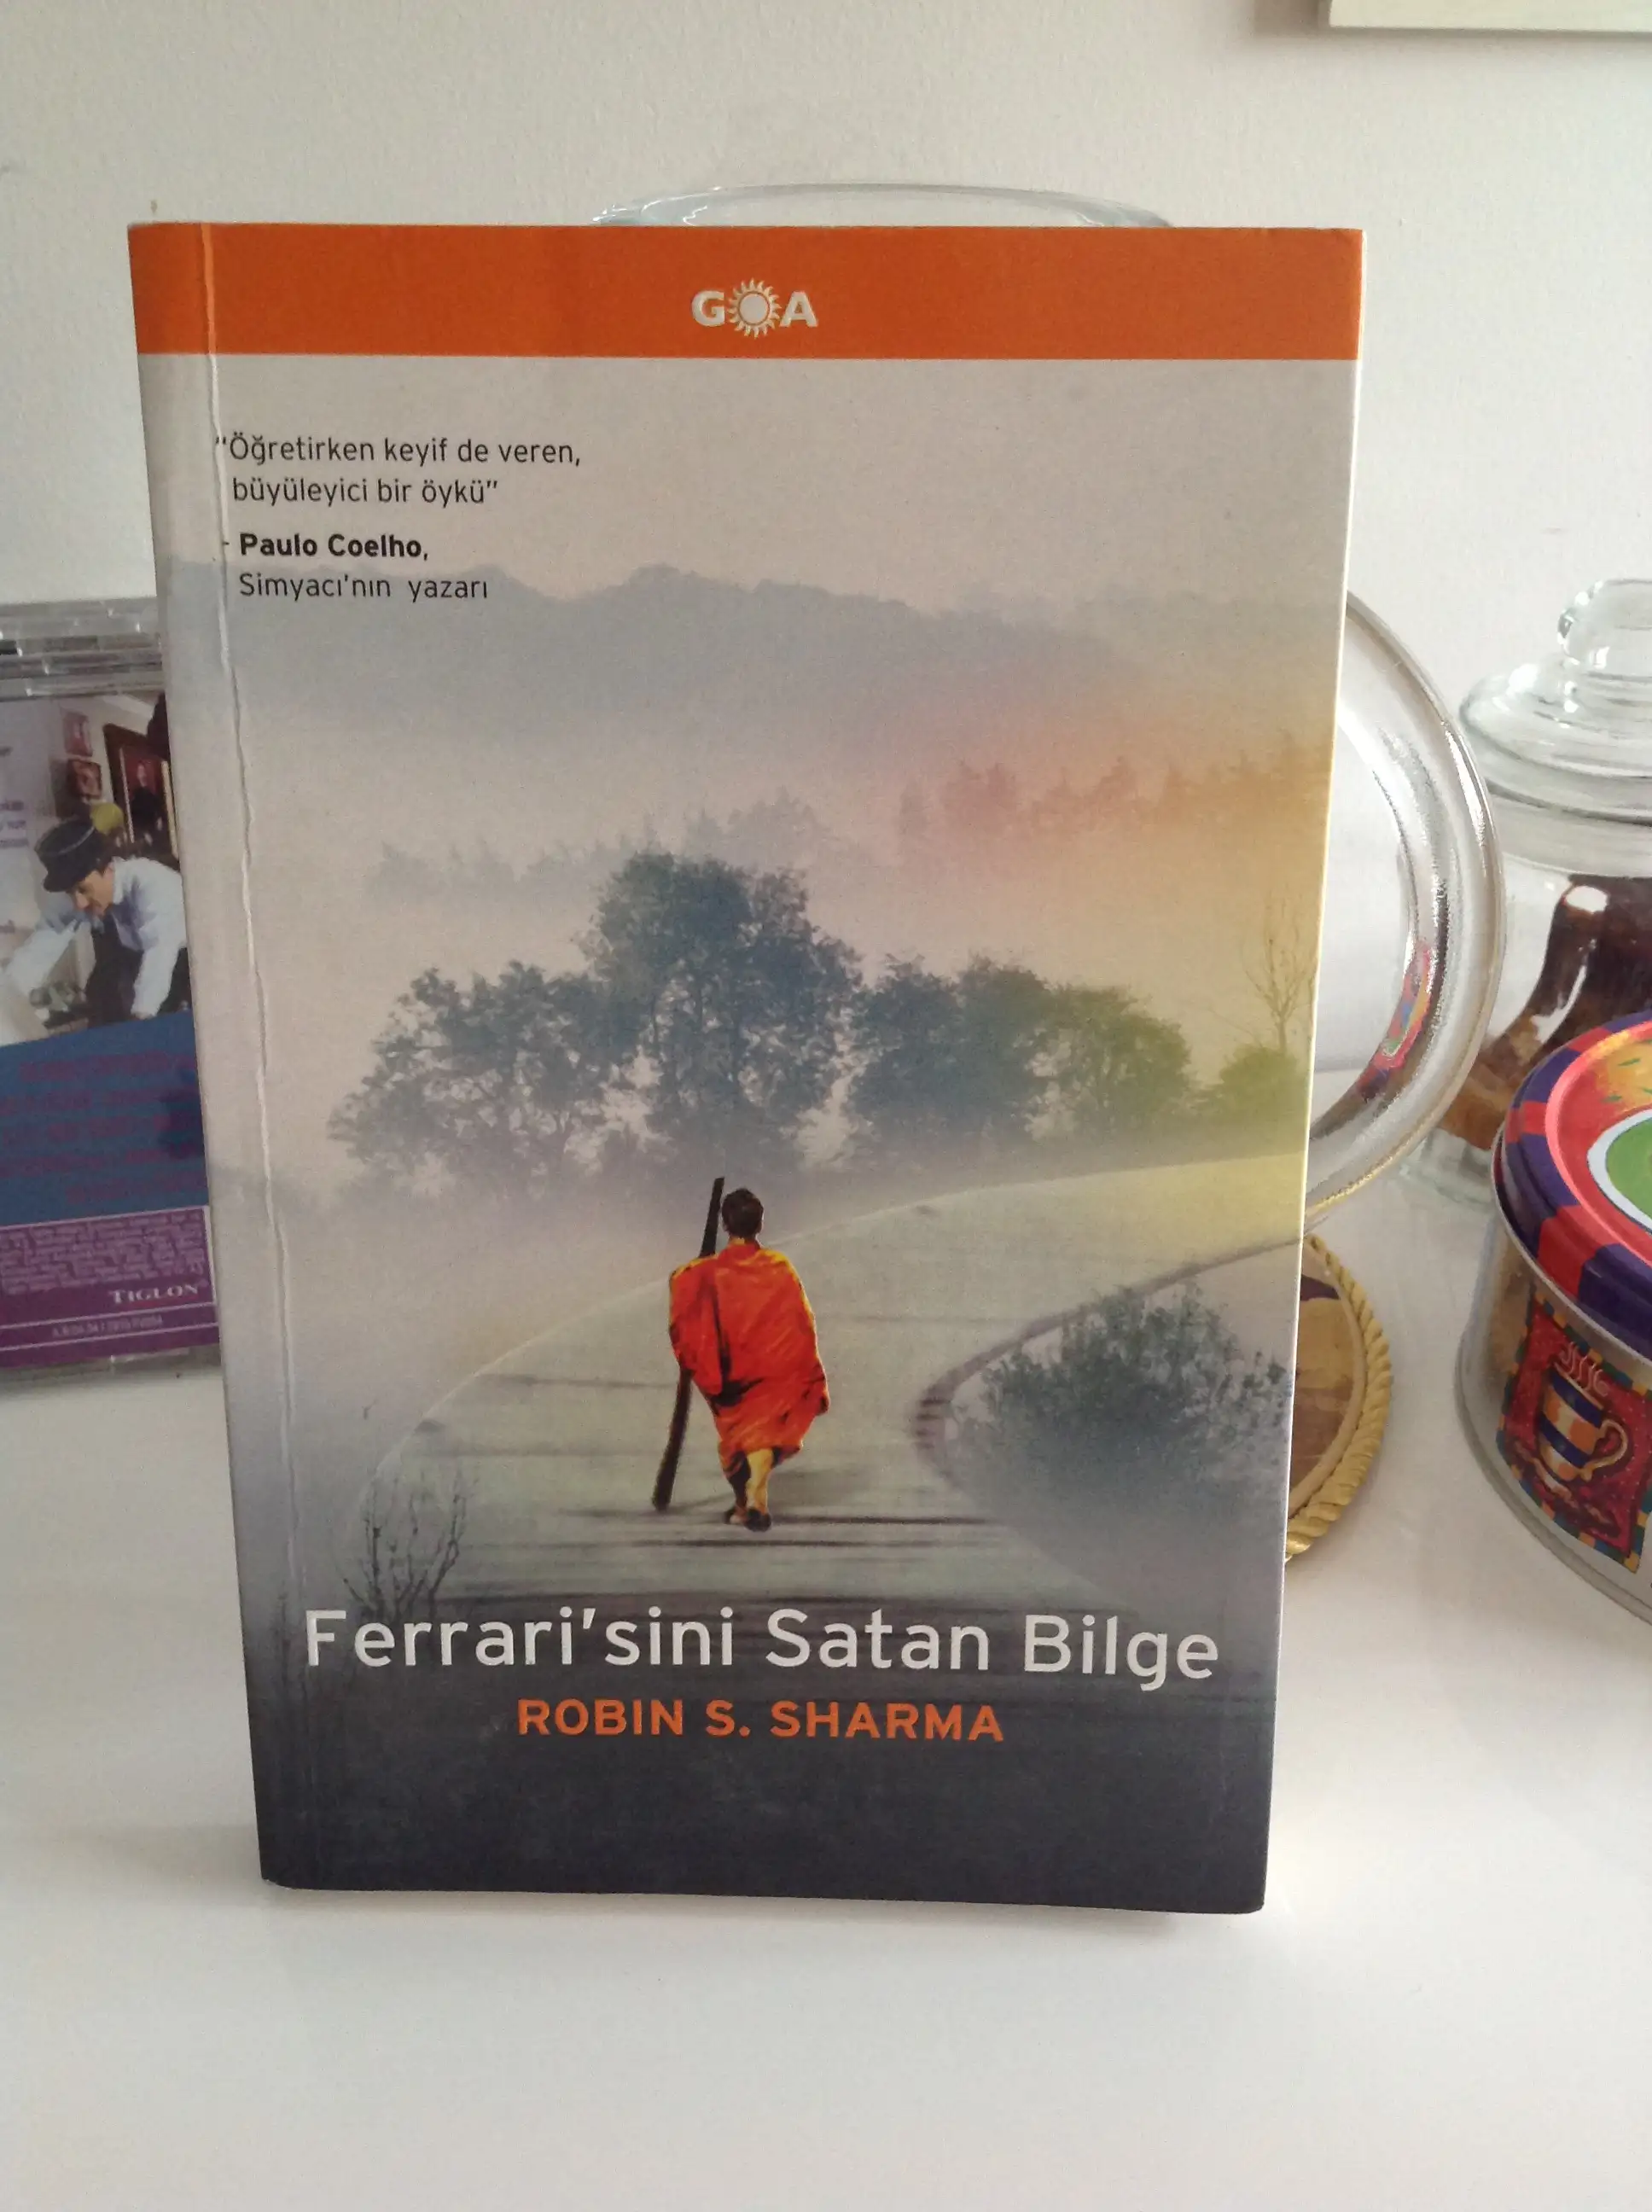 GOA
"Öğretirken keyif de veren,
büyüleyici bir öykü"
- Paulo Coelho,
Simyacı'nın yazarı
Ferrari'sini Satan Bilge
ROBIN S. SHARMA
TIGLON